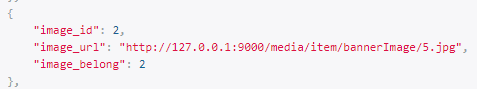 {
"image_id": 2,
"image_url": "http://127.0.0.1:9000/media/item/bannerImage/5.jpg",
"image_belong": 2
},